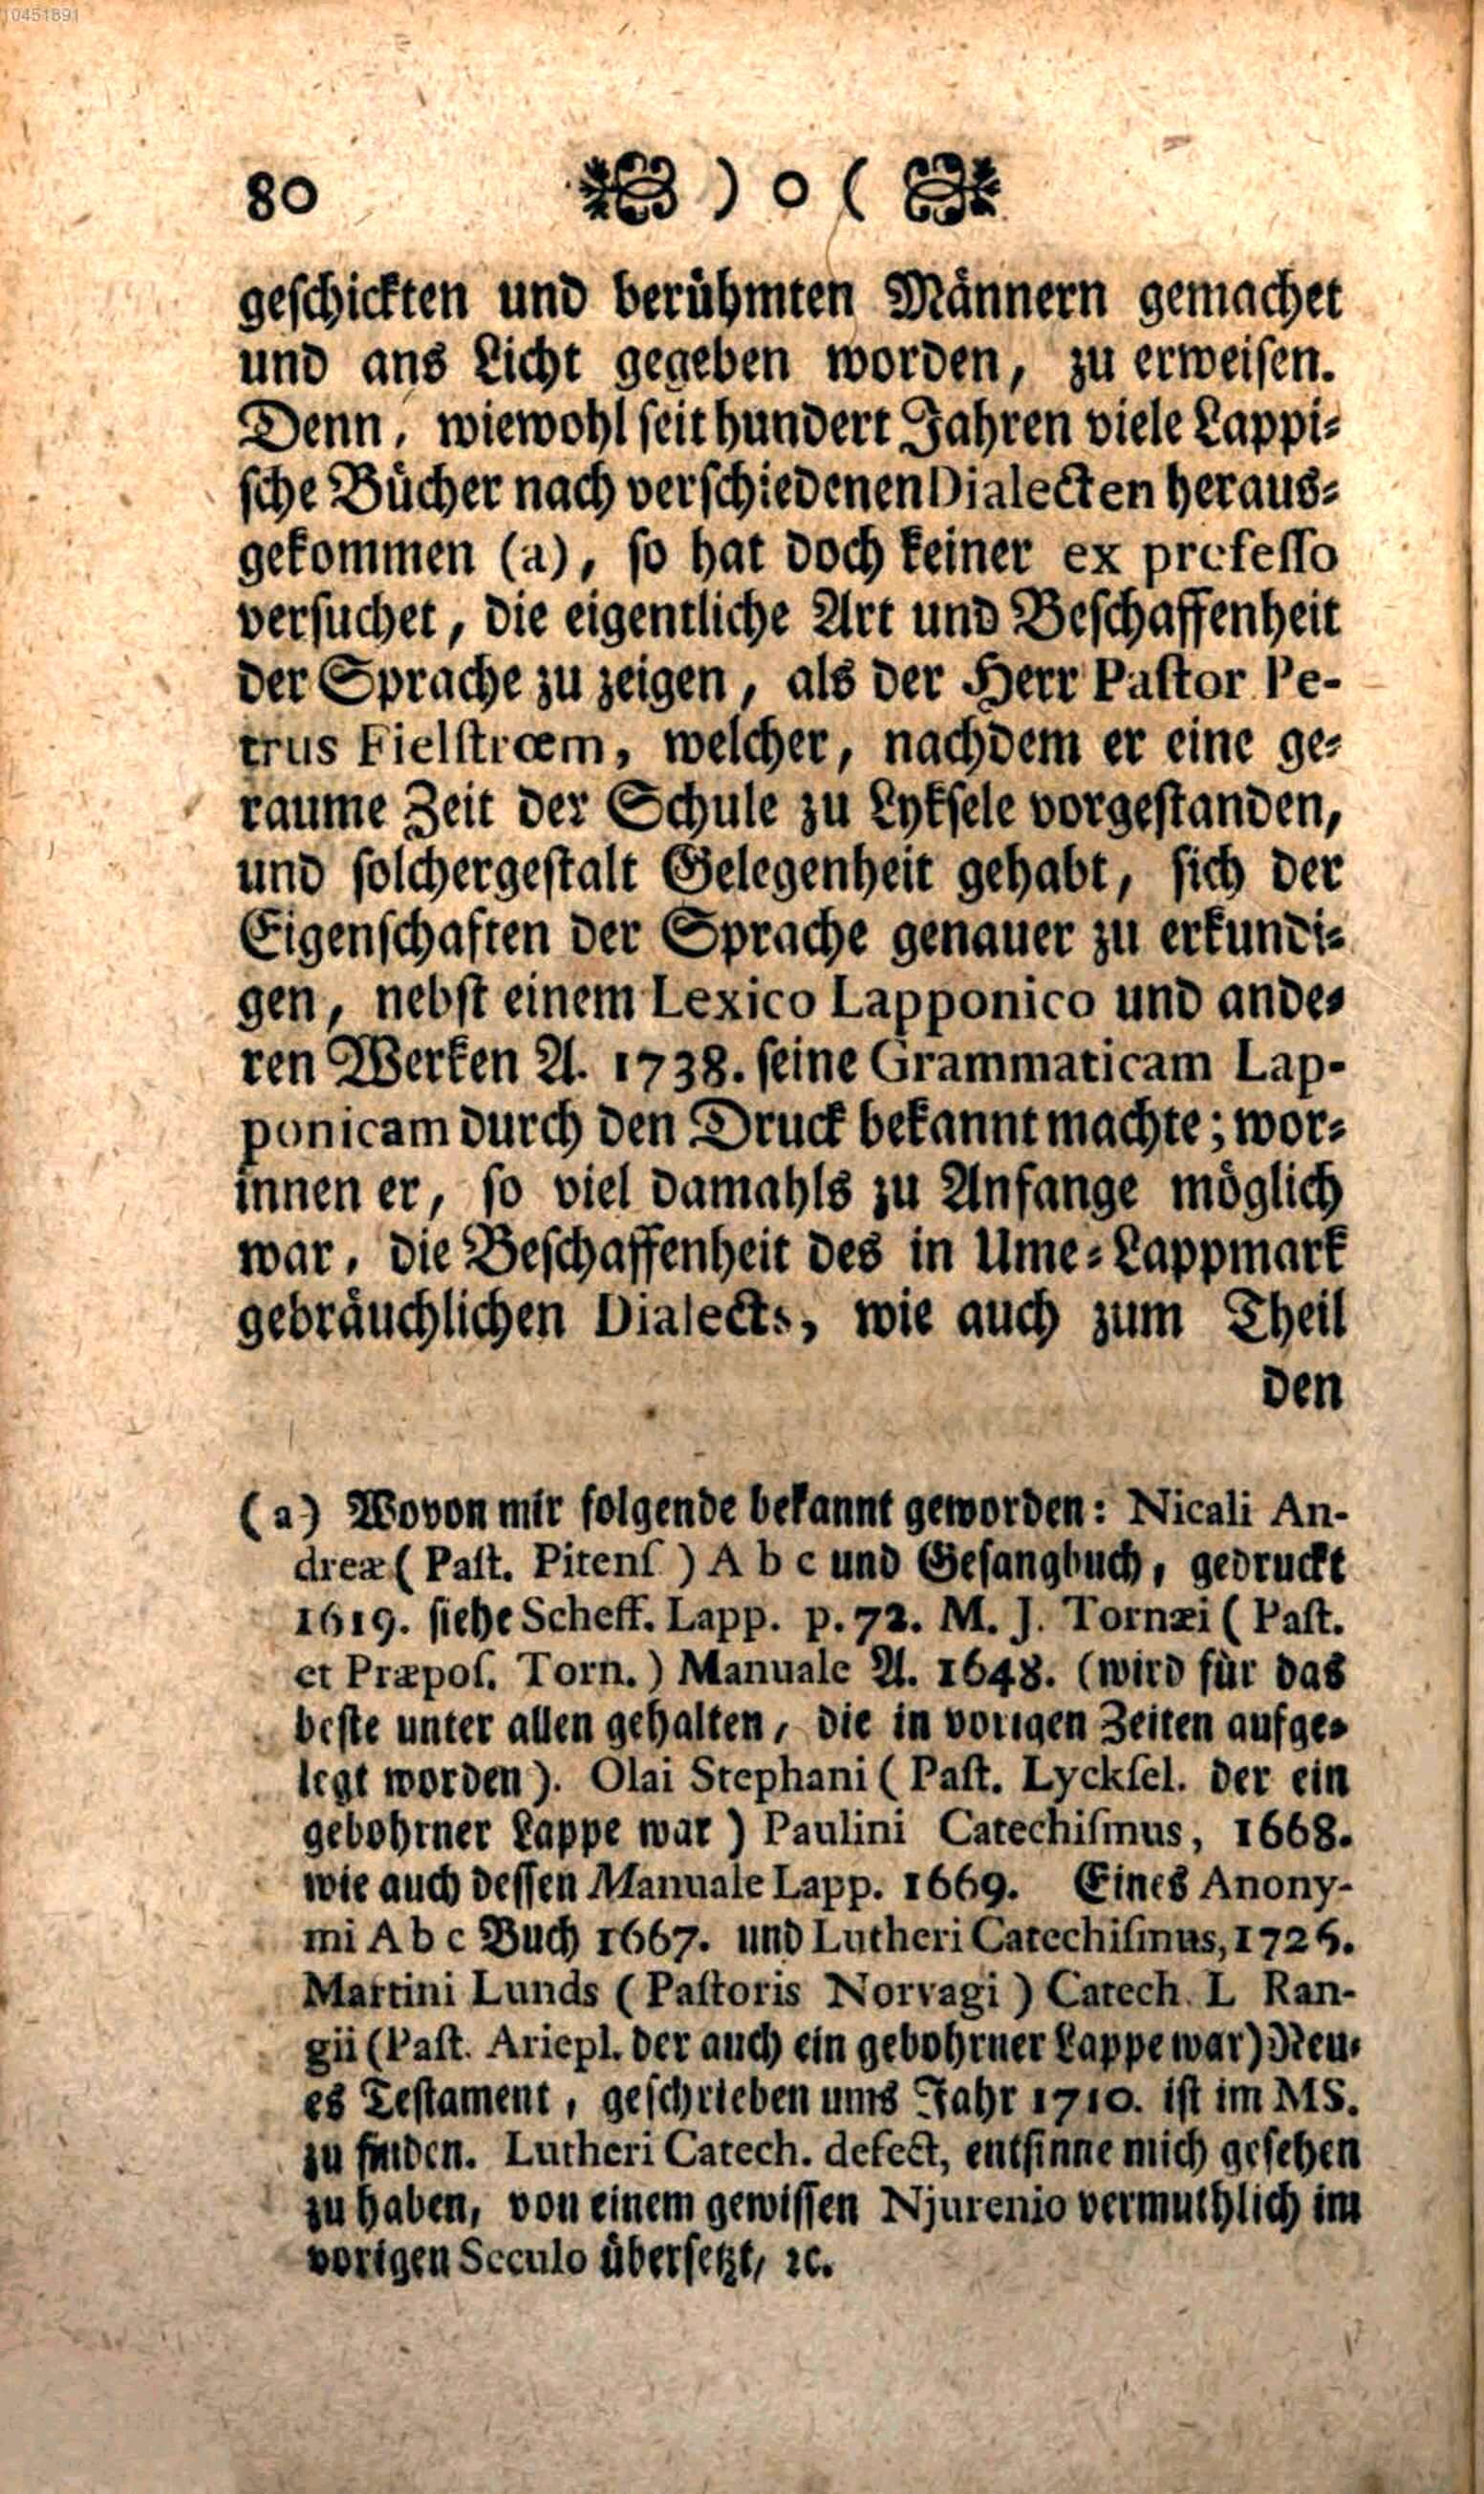 10451891
80 ) o (
geschickten und berühmten Männern gemachet
und ans Licht gegeben worden, zu erweisen.
Denn, wiewohl seit hundert Jahren viele Lappi-
sche Bücher nach verschiedenen Dialecten heraus-
gekommen (a), so hat doch keiner ex professo
versuchet, die eigentliche Art und Beschaffenheit
der Sprache zu zeigen, als der Herr Pastor Pe-
trus Fielstrœm, welcher, nachdem er eine ge-
raume Zeit der Schule zu Lyksele vorgestanden,
und solchergestalt Gelegenheit gehabt, sich der
Eigenschaften der Sprache genauer zu erkundi-
gen, nebst einem Lexico Lapponico und ande-
ren Werken A. 1738. seine Grammaticam Lap-
ponicam durch den Druck bekannt machte; wor-
innen er, so viel damahls zu Anfange möglich
war, die Beschaffenheit des in Ume-Lappmark
gebräuchlichen Dialects, wie auch zum Theil
den
(a) Wovon mir folgende bekannt geworden: Nicali An-
dreæ (Past. Pitens) A b c und Gesangbuch, gedruckt
1619. siehe Scheff. Lapp. p. 72. M. J. Tornæi (Past.
et Præpos. Torn.) Manuale A. 1648. (wird für das
beste unter allen gehalten, die in vorigen Zeiten aufge-
legt worden). Olai Stephani (Past. Lycksel. der ein
gebohrner Lappe war) Paulini Catechismus, 1668.
wie auch dessen Manuale Lapp. 1669. Eines Anony-
mi A b c Buch 1667. und Lutheri Catechismus, 1726.
Martini Lunds (Pastoris Norvagi) Catech. L Ran-
gii (Past. Ariepl. der auch ein gebohrner Lappe war) Neu-
es Testament, geschrieben ums Jahr 1710. ist im MS.
zu finden. Lutheri Catech. defect, entsinne mich gesehen
zu haben, von einem gewissen Njurenio vermuthlich im
vorigen Seculo übersetzt, ꝛc.